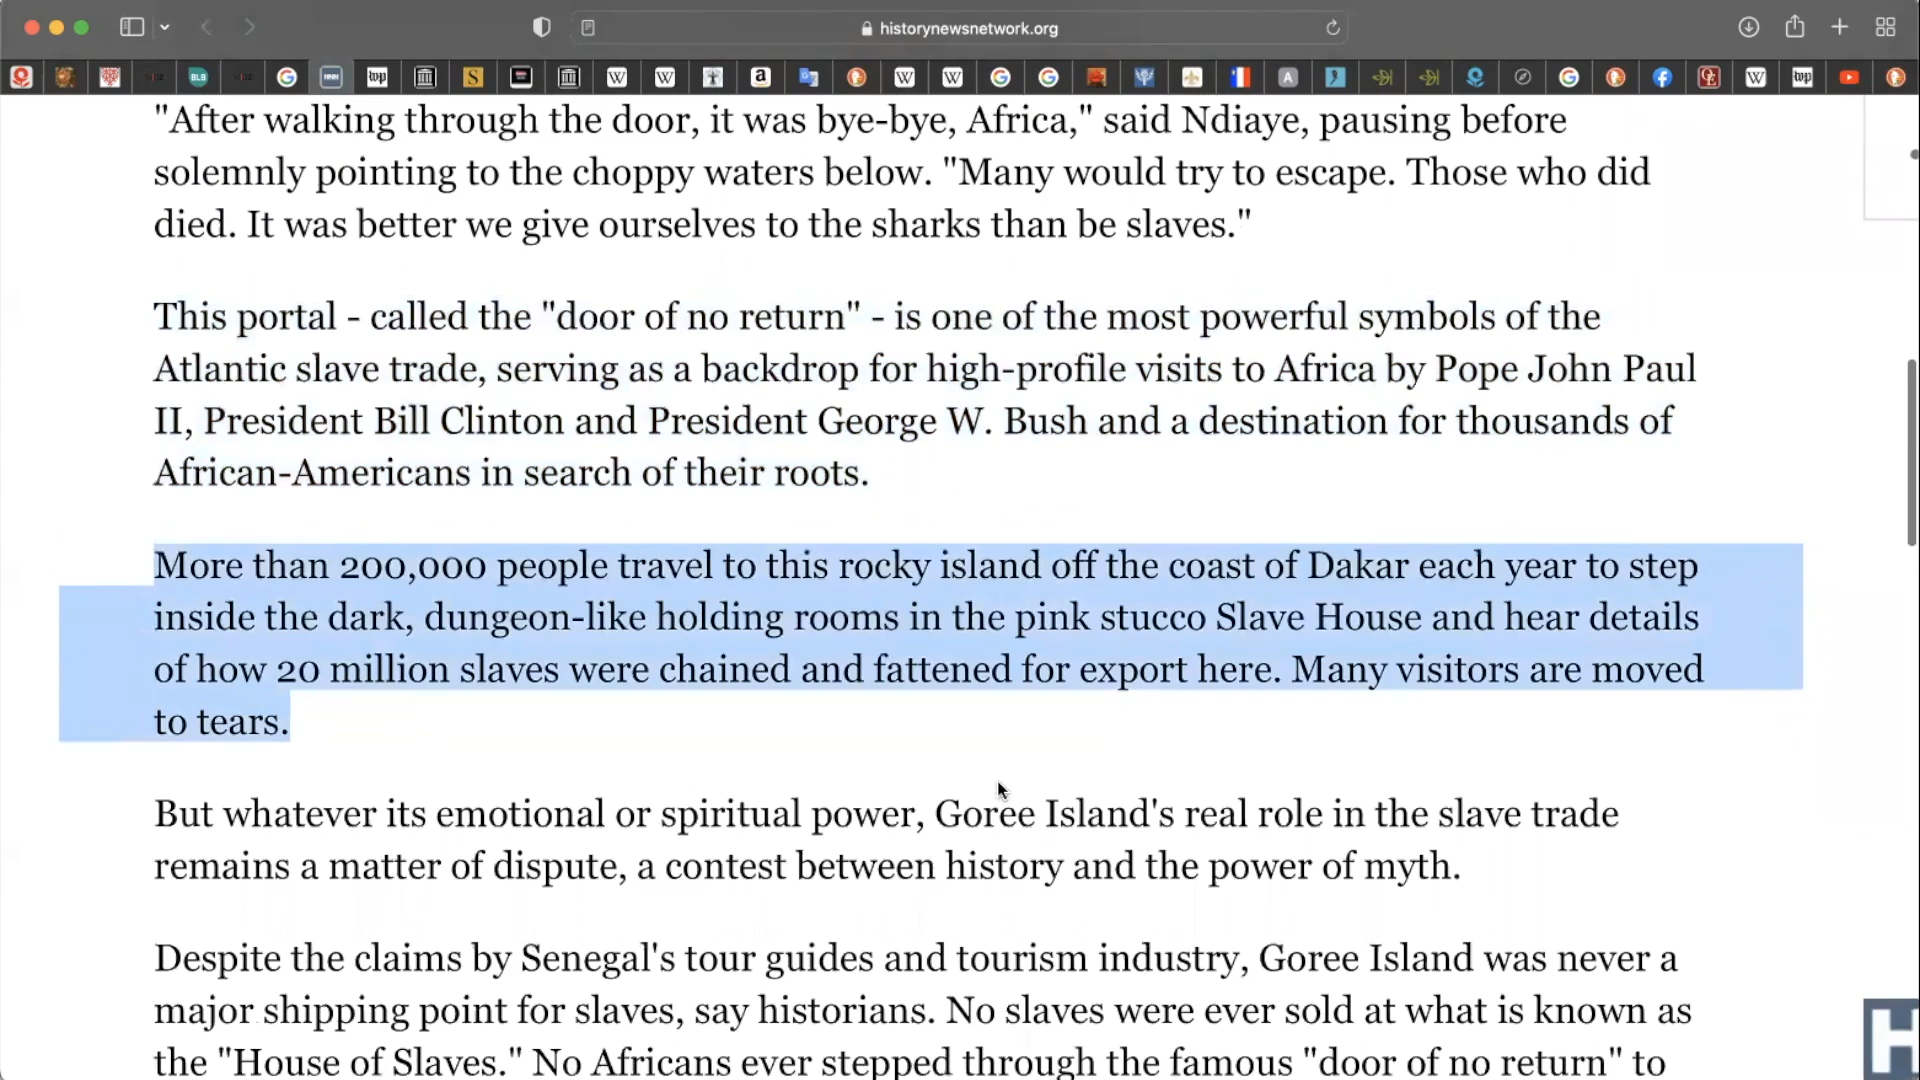 historynewsnetwork.org
"After walking through the door, it was bye-bye, Africa," said Ndiaye, pausing before
solemnly pointing to the choppy waters below. "Many would try to escape. Those who did
died. It was better we give ourselves to the sharks than be slaves."
This portal - called the "door of no return" - is one of the most powerful symbols of the
Atlantic slave trade, serving as a backdrop for high-profile visits to Africa by Pope John Paul
II, President Bill Clinton and President George W. Bush and a destination for thousands of
African-Americans in search of their roots.
More than 200,000 people travel to this rocky island off the coast of Dakar each year to step
inside the dark, dungeon-like holding rooms in the pink stucco Slave House and hear details
of how 20 million slaves were chained and fattened for export here. Many visitors are moved
to tears.
But whatever its emotional or spiritual power, Goree Island's real role in the slave trade
remains a matter of dispute, a contest between history and the power of myth.
Despite the claims by Senegal's tour guides and tourism industry, Goree Island was never a
major shipping point for slaves, say historians. No slaves were ever sold at what is known as
the "House of Slaves." No Africans ever stepped through the famous "door of no return" to